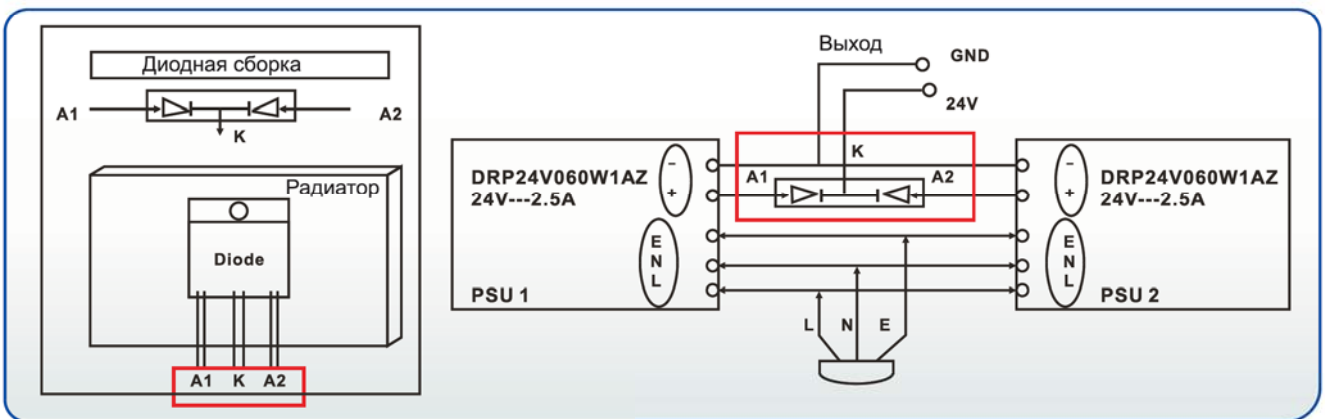 Диодная сборка
A1
A2
K
Радиатор
Diode
A1 K A2
Выход
GND
24V
K
A1
A2
DRP24V060W1AZ
24V---2.5A
-
+
E
N
L
PSU 1
DRP24V060W1AZ
24V---2.5A
-
+
E
N
L
PSU 2
L N E